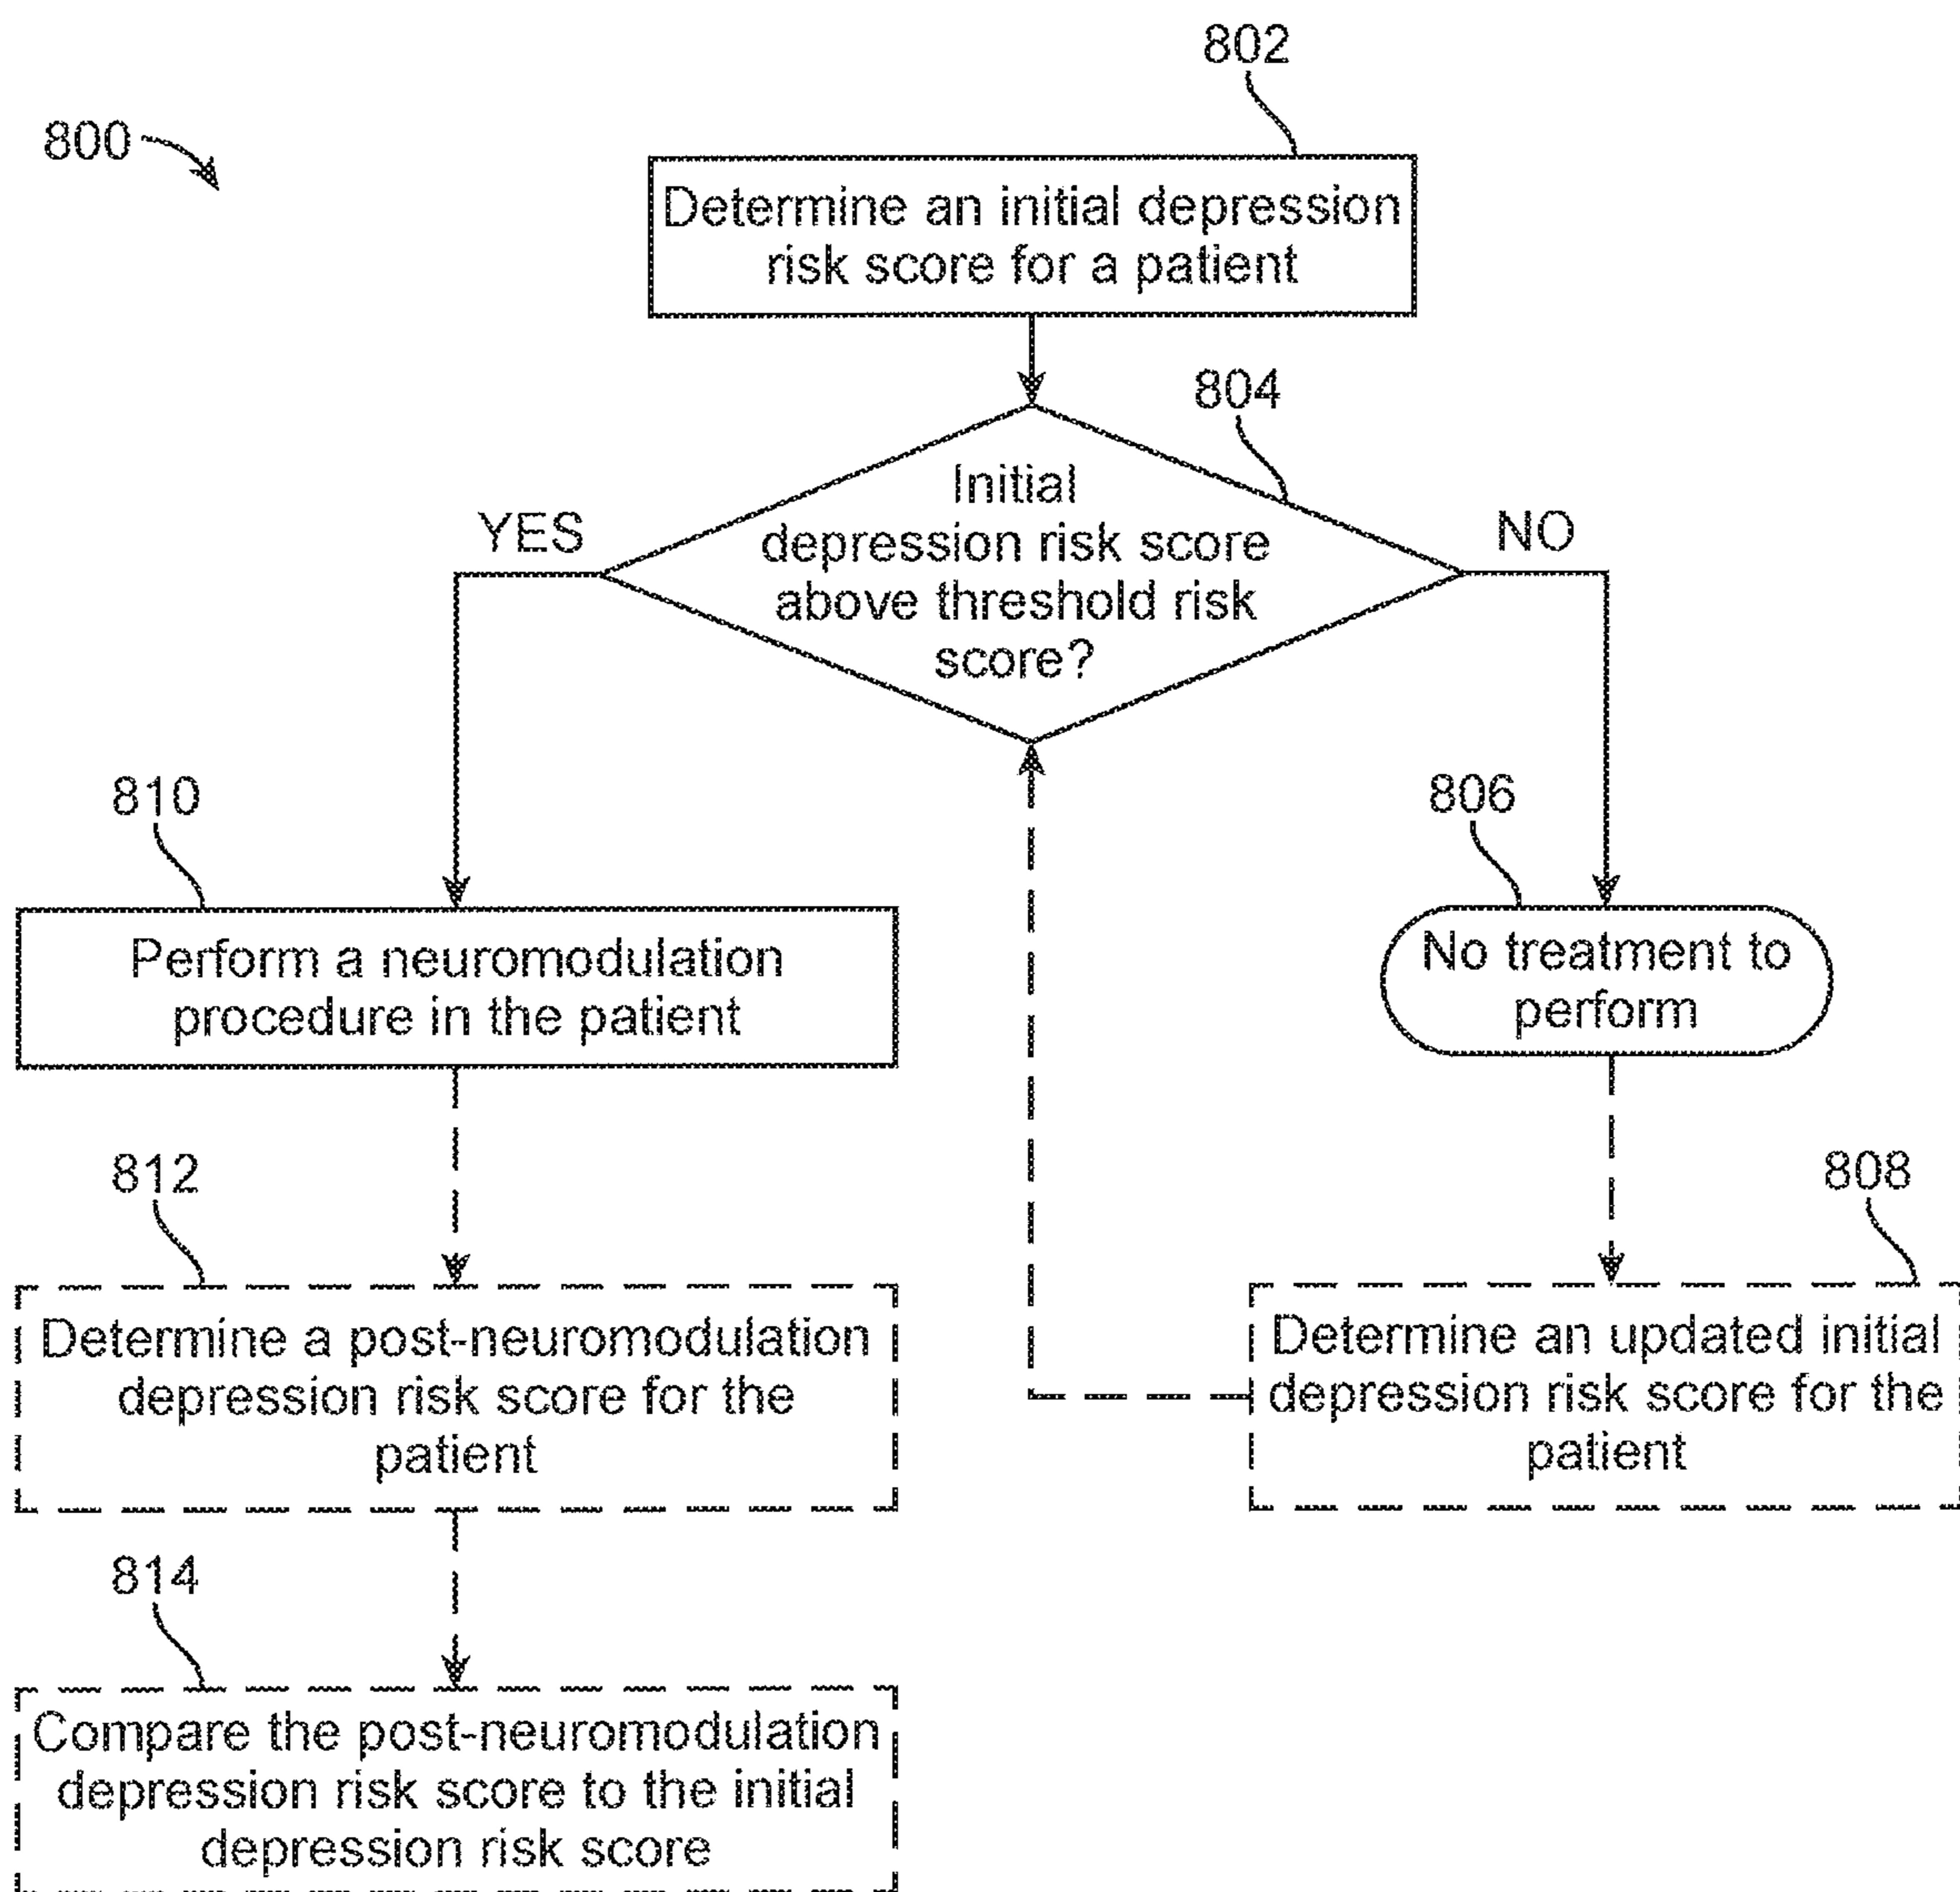 802
800
Determine an initial depression
risk score for a patient
804
Initial
depression risk score
above threshold risk
score?
YES
NO
810
806
Perform a neuromodulation
procedure in the patient
No treatment to
perform
812
808
Determine a post-neuromodulation
depression risk score for the
patient
Determine an updated initial
depression risk score for the
patient
814
Compare the post-neuromodulation
depression risk score to the initial
depression risk score